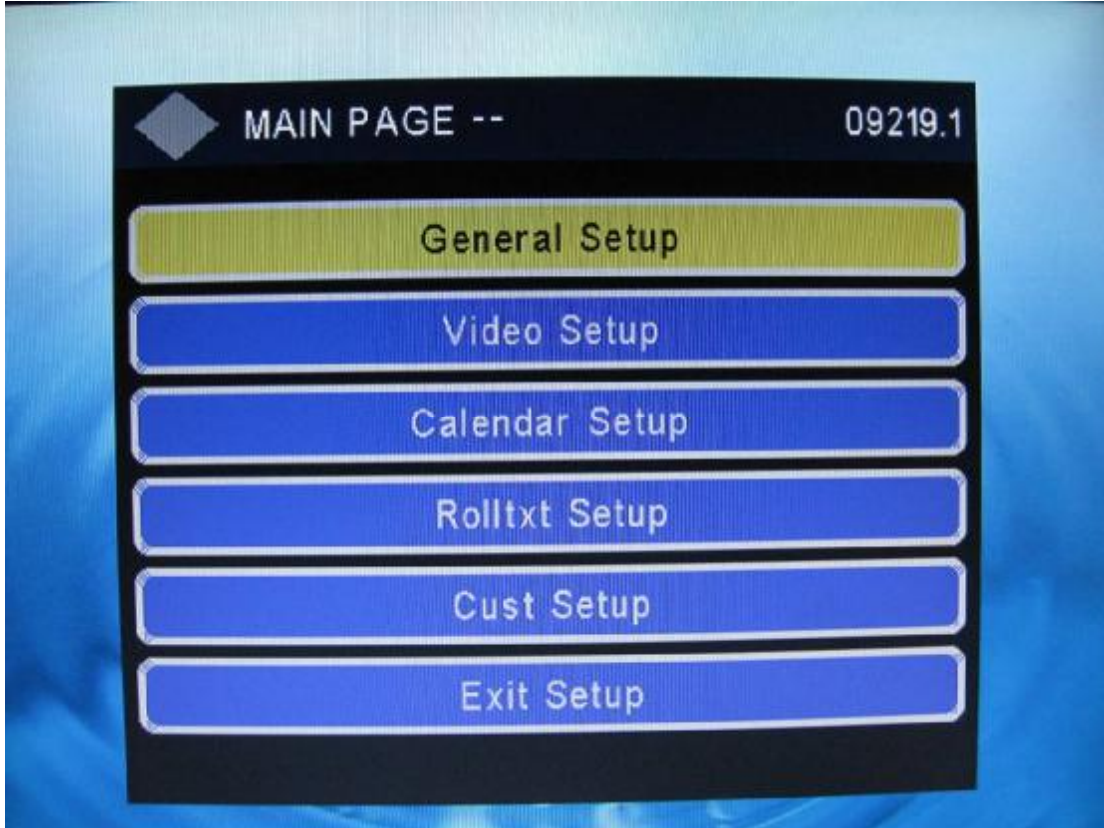 MAIN PAGE -- 09219.1
General Setup
Video Setup
Calendar Setup
Rolltxt Setup
Cust Setup
Exit Setup